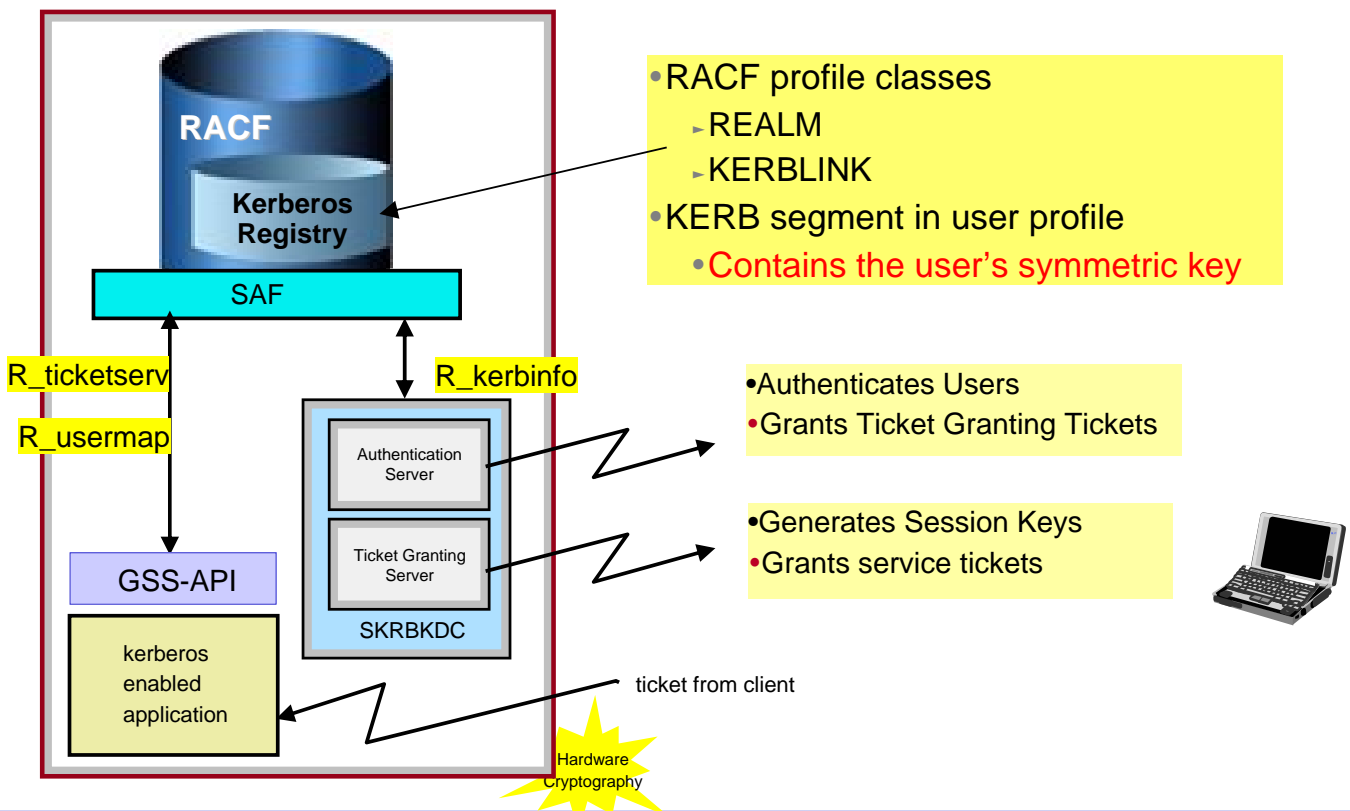 RACF
Kerberos
Registry
SAF
•RACF profile classes
►REALM
►KERBLINK
•KERB segment in user profile
•Contains the user's symmetric key
R_ticketserv
R_kerbinfo
R_usermap
Authentication
Server
Ticket Granting
Server
SKRBKDC
•Authenticates Users
•Grants Ticket Granting Tickets
•Generates Session Keys
•Grants service tickets
GSS-API
kerberos
enabled
application
ticket from client
Hardware
Cryptography